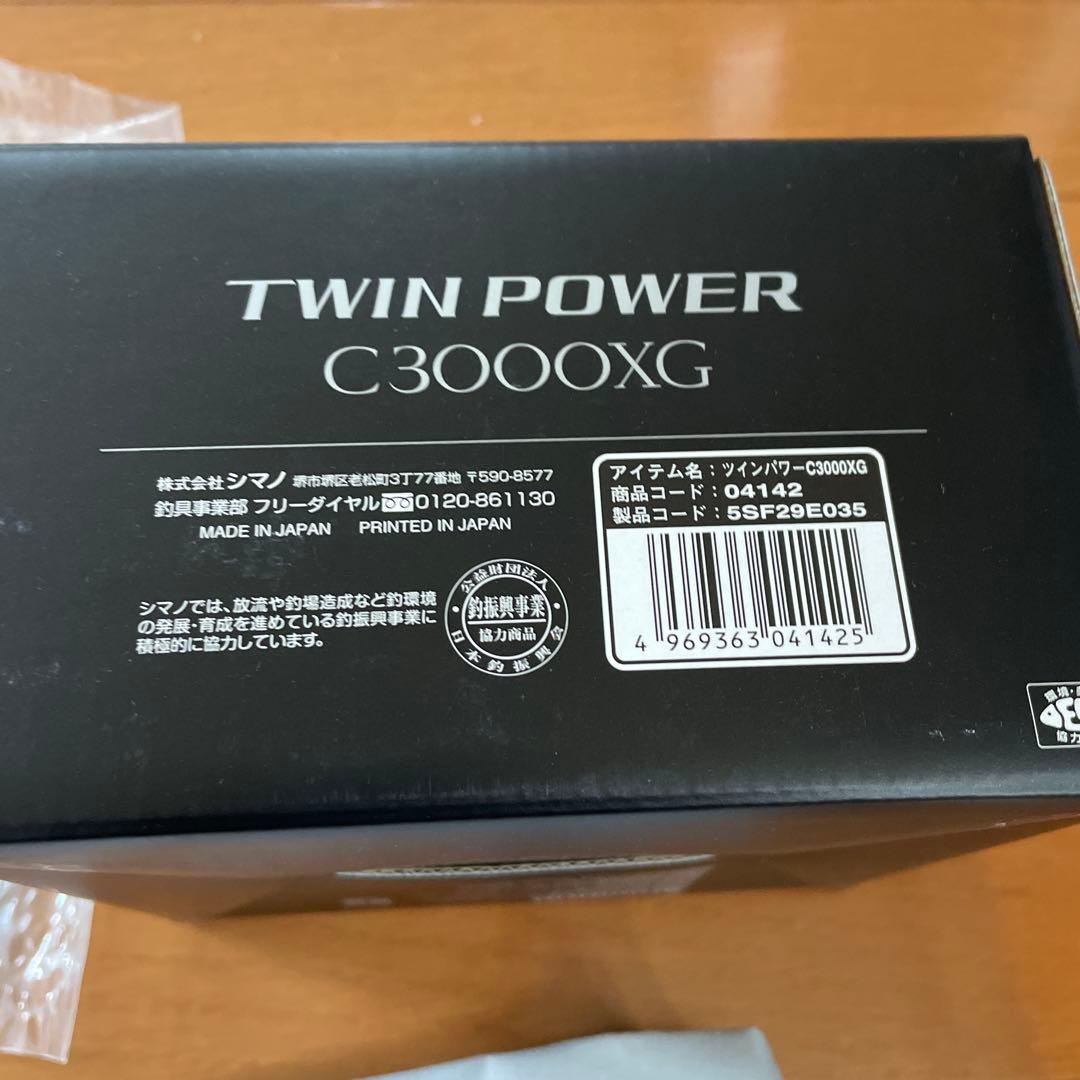 TWIN POWER
C3000XG
株式会社 シマノ 堺市堺区老松町3丁77番地 〒590-8577
釣具事業部 フリーダイヤル 0120-861130
MADE IN JAPAN PRINTED IN JAPAN
シマノでは、放流や釣場造成など釣環境
の発展・育成を進めている釣振興事業に
積極的に協力しています。
公益財団法人
釣振興事業
協力商品
日本釣振興会
アイテム名：ツインパワーC3000XG
商品コード：04142
製品コード：5SF29E035
4 969363 041425
環境・
協力